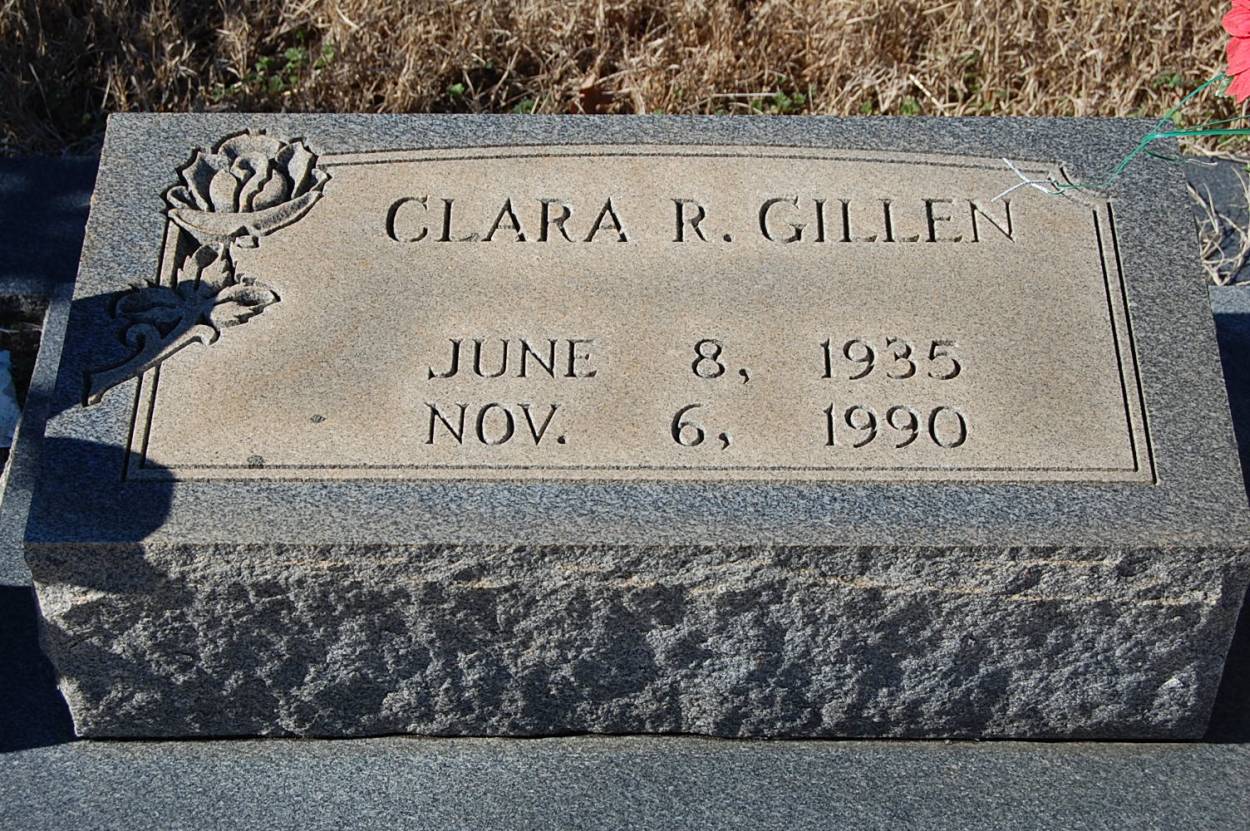 CLARA R. GILLEN
JUNE 8, 1935
NOV. 6, 1990